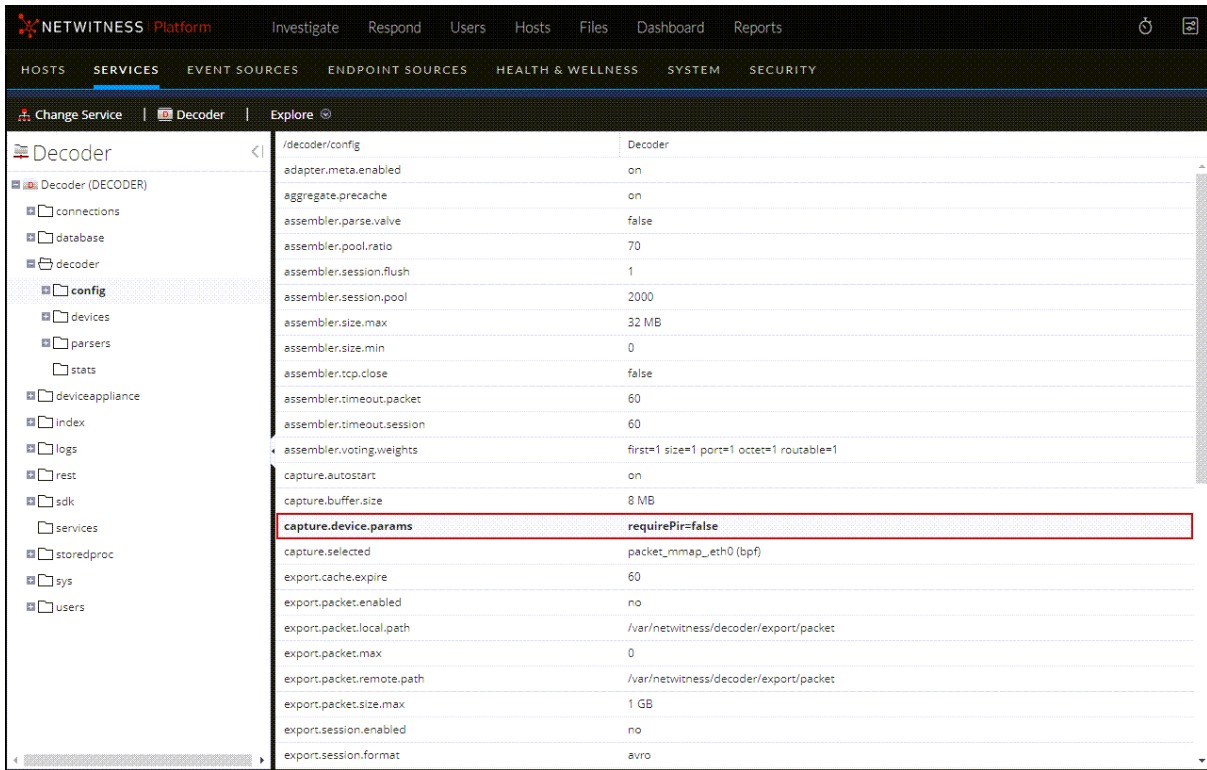 NETWITNESS Platform Investigate Respond Users Hosts Files Dashboard Reports
HOSTS SERVICES EVENT SOURCES ENDPOINT SOURCES HEALTH & WELLNESS SYSTEM SECURITY
Change Service | Decoder | Explore
Decoder
Decoder (DECODER)
connections
database
decoder
config
devices
parsers
stats
deviceappliance
index
logs
rest
sdk
services
storedproc
sys
users
/decoder/config Decoder
adapter.meta.enabled on
aggregate.precache on
assembler.parse.valve false
assembler.pool.ratio 70
assembler.session.flush 1
assembler.session.pool 2000
assembler.size.max 32 MB
assembler.size.min 0
assembler.tcp.close false
assembler.timeout.packet 60
assembler.timeout.session 60
assembler.voting.weights first=1 size=1 port=1 octet=1 routable=1
capture.autostart on
capture.buffer.size 8 MB
capture.device.params requirePir=false
capture.selected packet_mmap_,eth0 (bpf)
export.cache.expire 60
export.packet.enabled no
export.packet.local.path /var/netwitness/decoder/export/packet
export.packet.max 0
export.packet.remote.path /var/netwitness/decoder/export/packet
export.packet.size.max 1 GB
export.session.enabled no
export.session.format avro